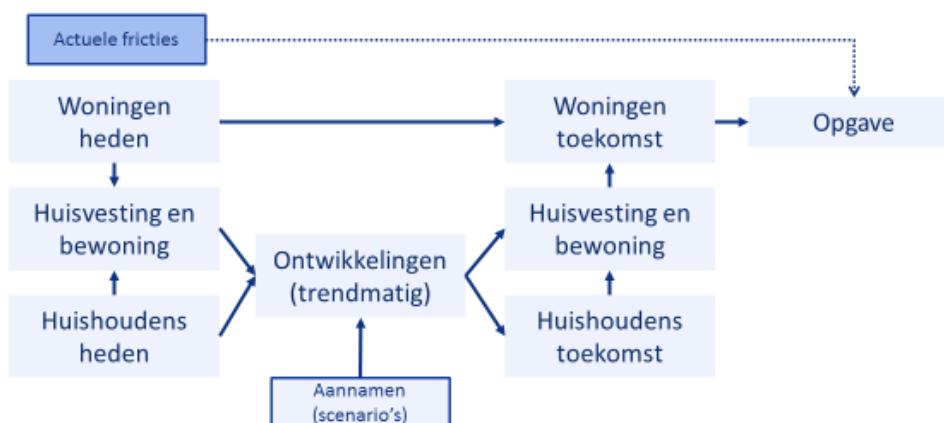 Actuele fricties
Woningen
heden
Woningen
toekomst
Opgave
Huisvesting en
bewoning
Ontwikkelingen
(trendmatig)
Huisvesting en
bewoning
Huishoudens
heden
Huishoudens
toekomst
Aannamen
(scenario's)